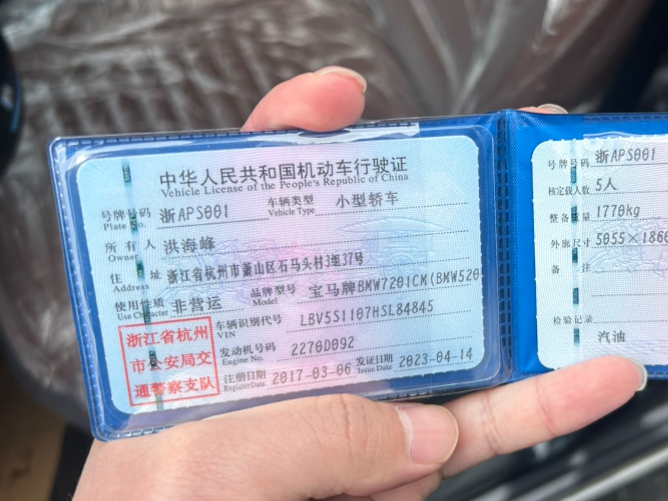 中华人民共和国机动车行驶证
Vehicle License of the People's Republic of China
号牌号码 浙APS001 车辆类型 小型轿车
Plate No. Vehicle Type
所有人 洪海峰
Owner
住址 浙江省杭州市萧山区石马头村3组37号
Address
使用性质 非营运 品牌型号 宝马牌BMW7201CM(BMW520
Use Character Model
浙江省杭州
市公安局交
通警察支队
车辆识别代号 LBV5S1107HSL84845
VIN
发动机号码 2270D092
Engine No.
注册日期 2017-03-06 发证日期 2023-04-14
Register Date Issue Date
号牌号码 浙APS001
核定载人数 5人
整备质量 1770kg
外廓尺寸 5055×1860
备注
检验记录
汽油